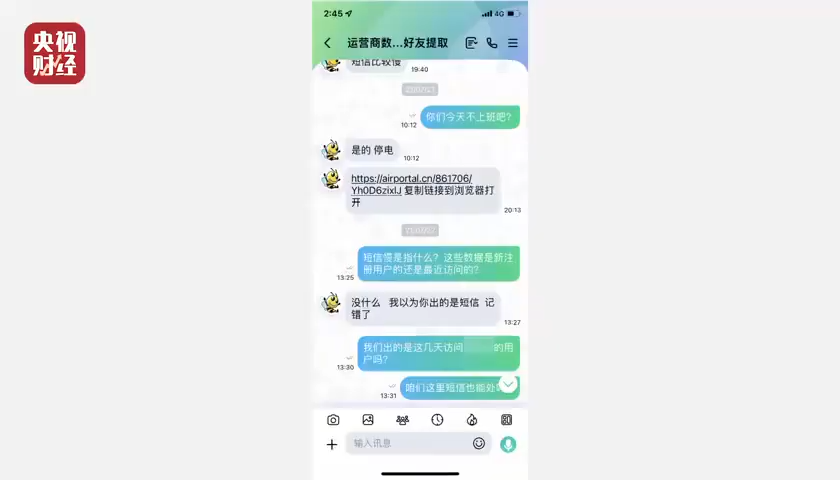 央视
财经
2:45
4G
运营商数...好友提取
短信比较慢
19:40
你们今天不上班吧?
10:12
是的 停电
10:12
https://airportal.cn/861706/
Yh0D6zixIJ 复制链接到浏览器打
开
20:13
短信慢是指什么? 这些数据是新注
册用户的还是最近访问的?
13:25
没什么 我以为你出的是短信 记
错了
13:27
我们出的是这几天访问 的用
户吗?
13:30
咱们这里短信也能处
13:31
输入讯息